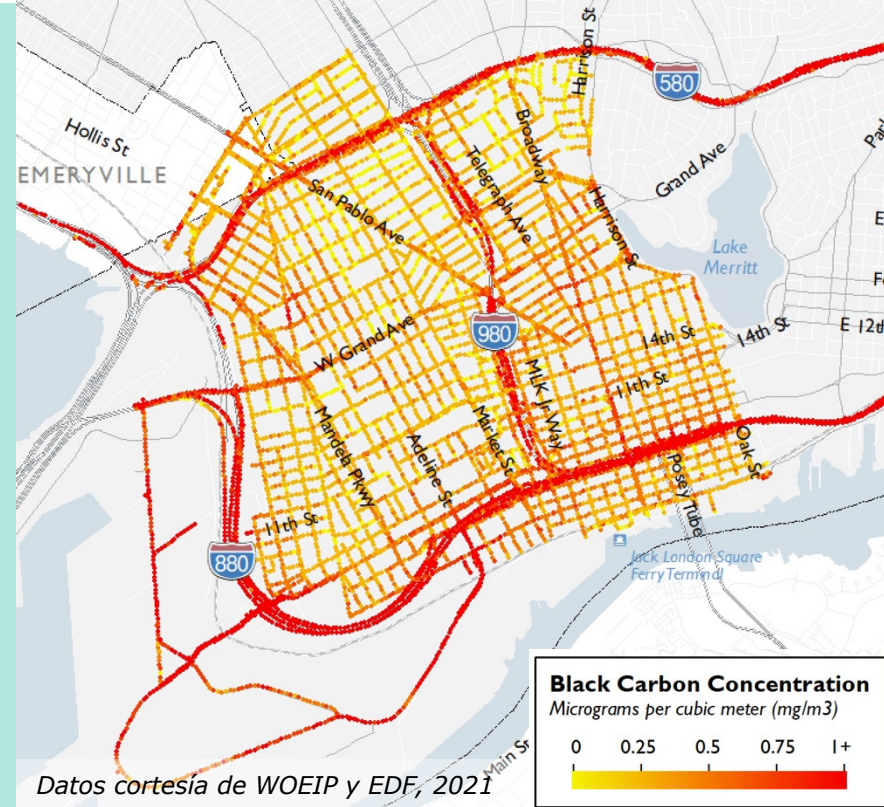 Harrison St
580
Hollis St
Broadway
EMERYVILLE
Telegraph Ave
Grand Ave
San Pablo Ave
Harrison St
Lake
Merritt
980
W Grand Ave
14th St
14th St
E 12th
11th St
MLK Jr Way
Mandela Pkwy
Adeline St
Market St
Oak St
Posey Tube
11th St
880
Jack London Square
Ferry Terminal
Main St
Black Carbon Concentration
Micrograms per cubic meter (mg/m3)
0 0.25 0.5 0.75 1+
Datos cortesía de WOEIP y EDF, 2021